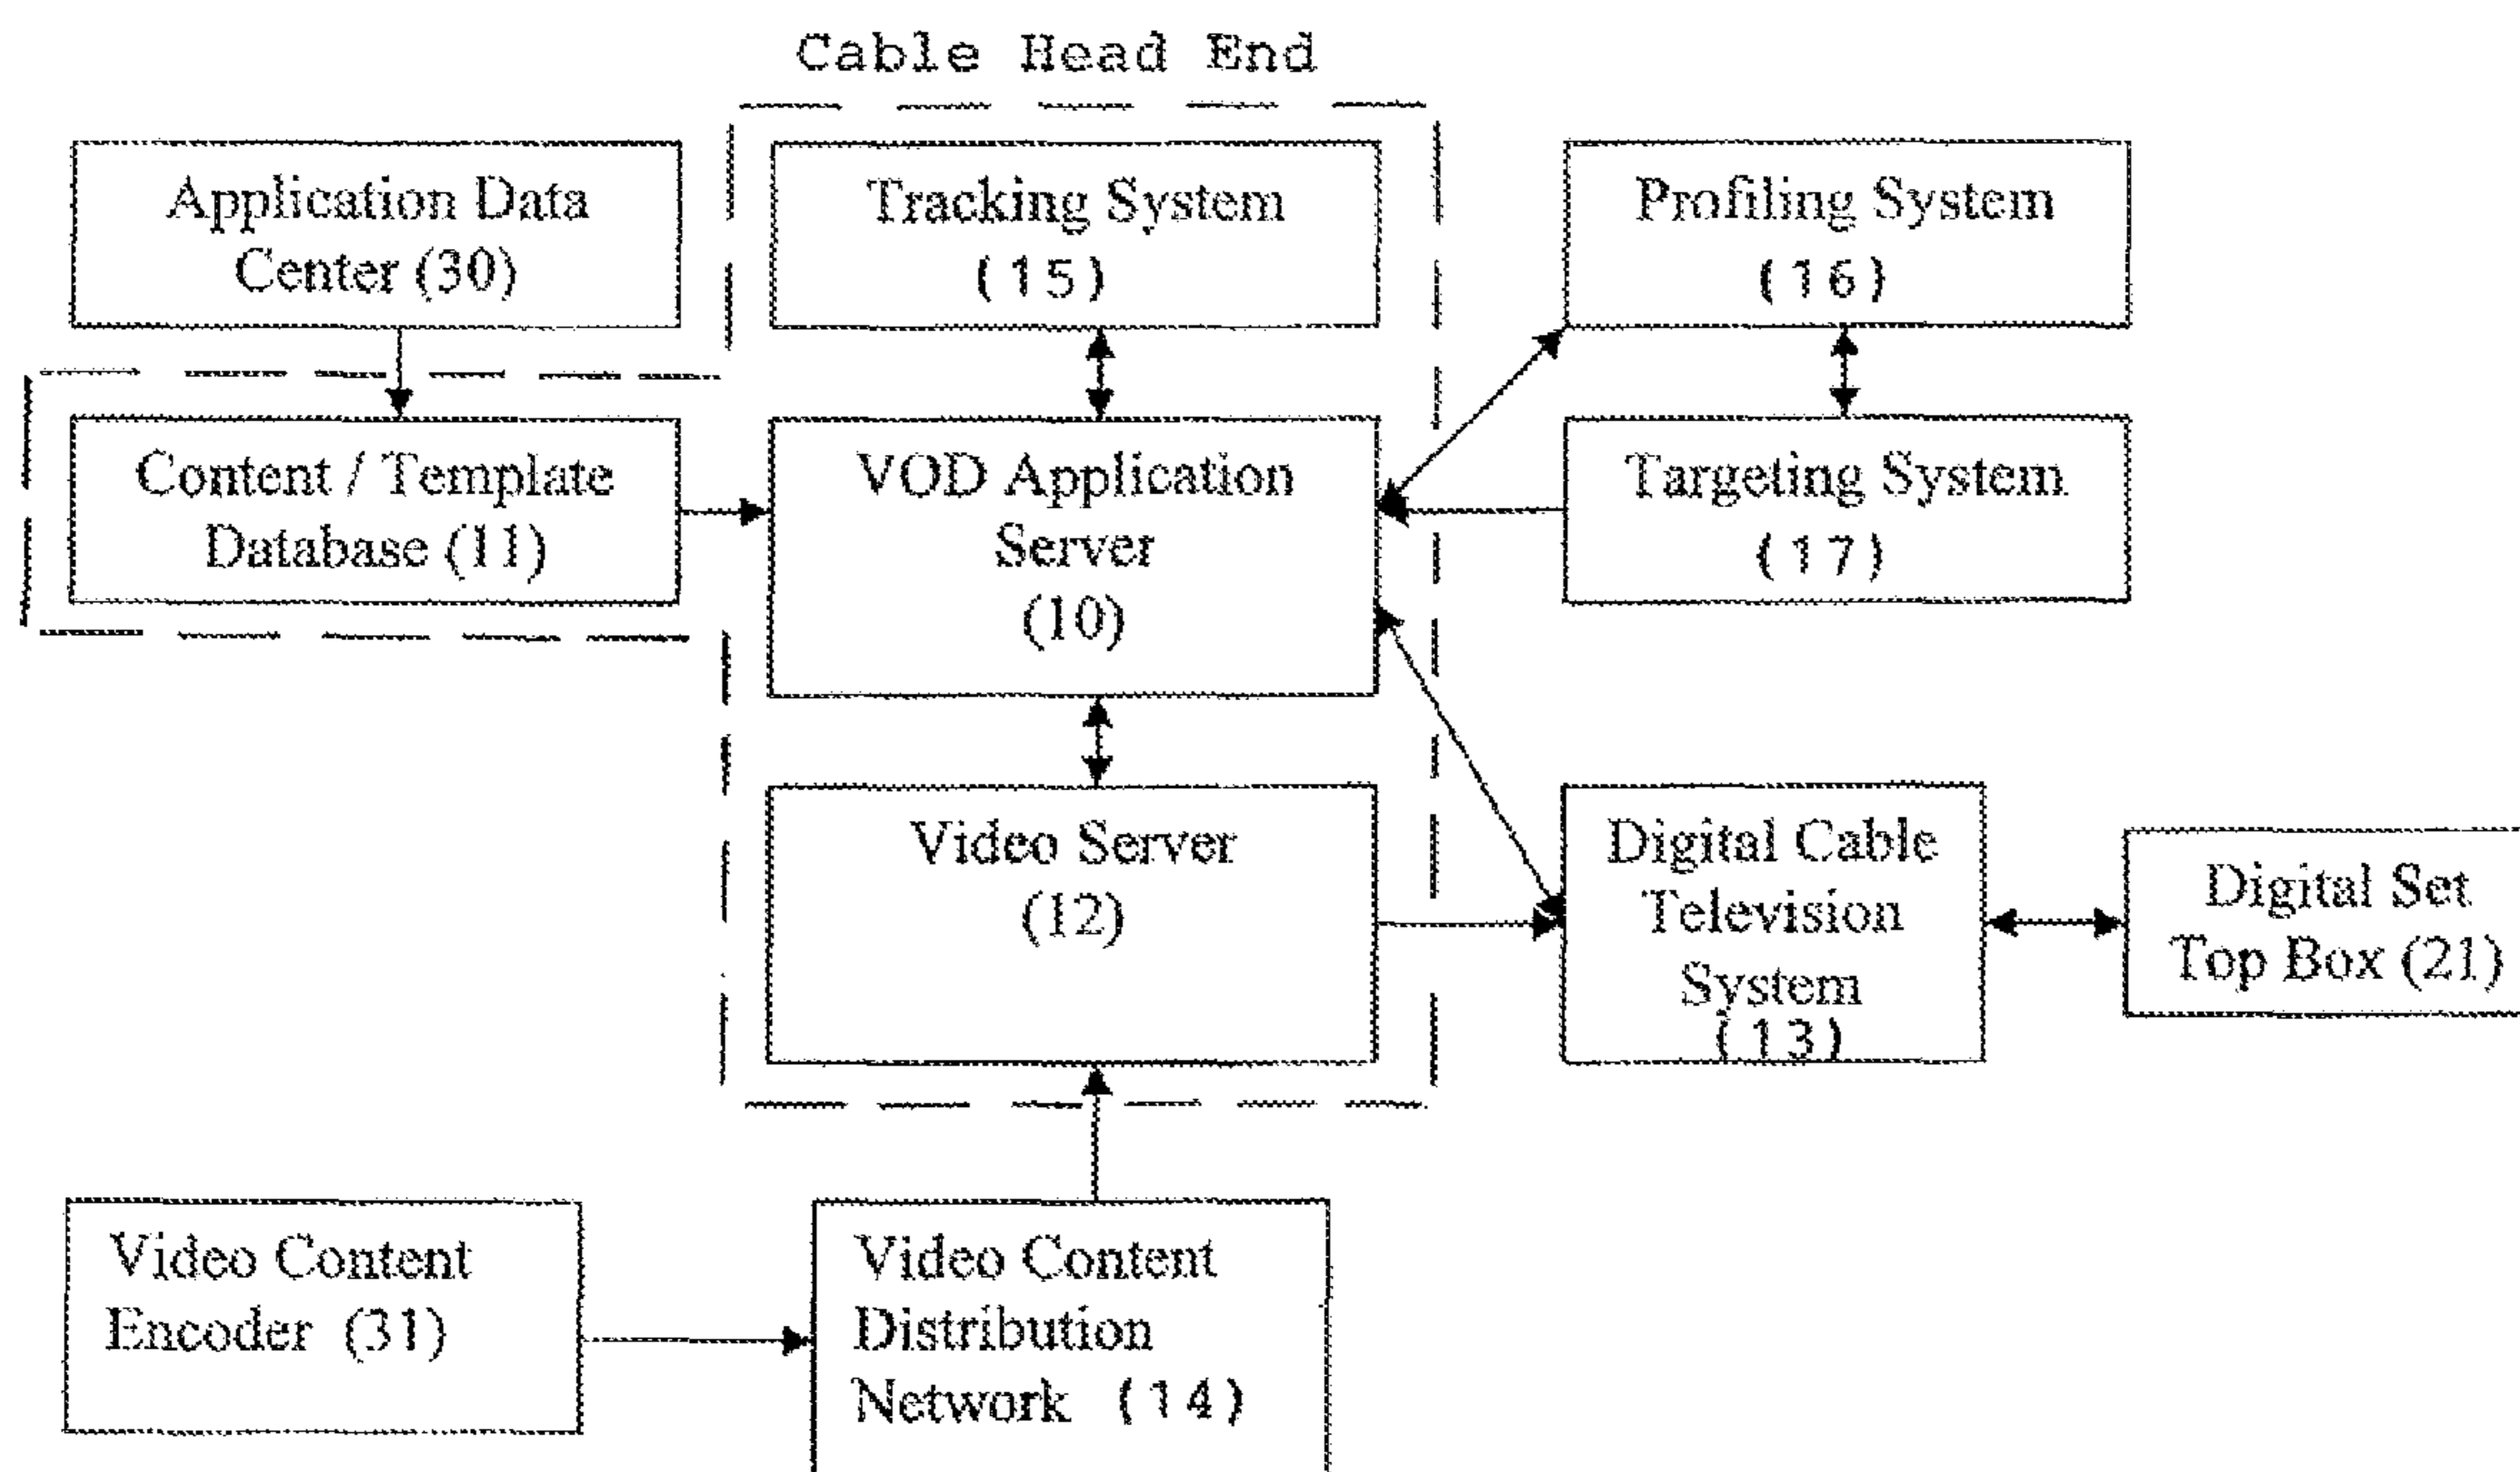 Cable Head End
Application Data
Center (30)
Tracking System
(15)
Profiling System
(16)
Content / Template
Database (11)
VOD Application
Server
(10)
Targeting System
(17)
Video Server
(12)
Digital Cable
Television
System
(13)
Digital Set
Top Box (21)
Video Content
Encoder (31)
Video Content
Distribution
Network (14)